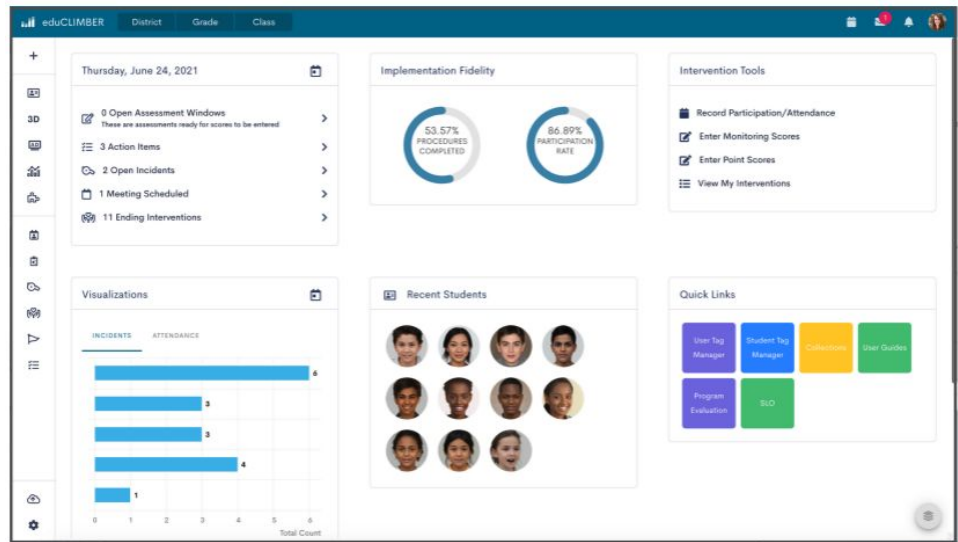 eduCLIMBER District Grade Class
1
3D
Thursday, June 24, 2021
0 Open Assessment Windows
These are assessments ready for scores to be entered
3 Action Items
2 Open Incidents
1 Meeting Scheduled
11 Ending Interventions
Implementation Fidelity
53.57%
PROCEDURES
COMPLETED
86.89%
PARTICIPATION
RATE
Intervention Tools
Record Participation/Attendance
Enter Monitoring Scores
Enter Point Scores
View My Interventions
Visualizations
INCIDENTS ATTENDANCE
6
3
3
4
1
0 1 2 3 4 5 6
Total Count
Recent Students
Quick Links
User Tag
Manager
Student Tag
Manager
Collections
User Guides
Program
Evaluation
SLO